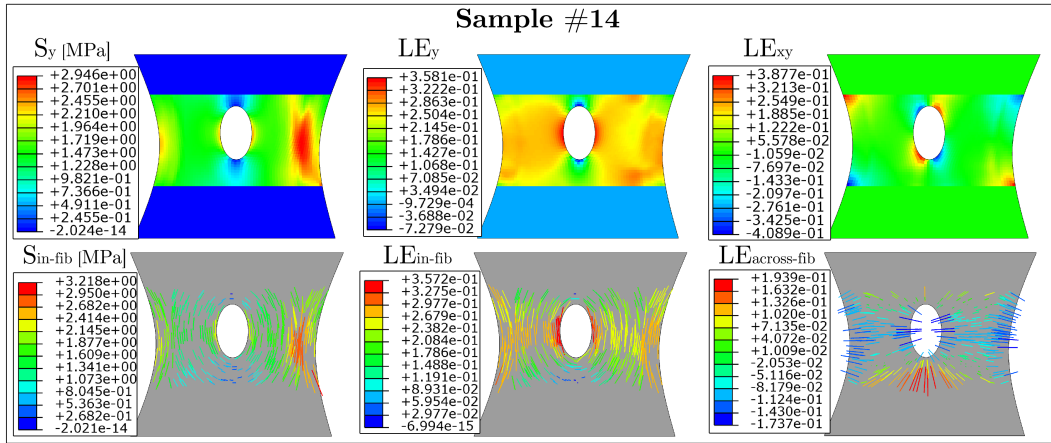 Sample #14
S_y [MPa]
+2.946e+00
+2.701e+00
+2.455e+00
+2.210e+00
+1.964e+00
+1.719e+00
+1.473e+00
+1.228e+00
+9.821e-01
+7.366e-01
+4.911e-01
+2.455e-01
-2.024e-14
LE_y
+3.581e-01
+3.222e-01
+2.863e-01
+2.504e-01
+2.145e-01
+1.786e-01
+1.427e-01
+1.068e-01
+7.085e-02
+3.494e-02
-9.729e-04
-3.688e-02
-7.279e-02
LE_xy
+3.877e-01
+3.213e-01
+2.549e-01
+1.885e-01
+1.222e-01
+5.578e-02
-1.059e-02
-7.697e-02
-1.433e-01
-2.097e-01
-2.761e-01
-3.425e-01
-4.089e-01
S_in-fib [MPa]
+3.218e+00
+2.950e+00
+2.682e+00
+2.414e+00
+2.145e+00
+1.877e+00
+1.609e+00
+1.341e+00
+1.073e+00
+8.045e-01
+5.363e-01
+2.682e-01
-2.021e-14
LE_in-fib
+3.572e-01
+3.275e-01
+2.977e-01
+2.679e-01
+2.382e-01
+2.084e-01
+1.786e-01
+1.488e-01
+1.191e-01
+8.931e-02
+5.954e-02
+2.977e-02
-6.994e-15
LE_across-fib
+1.939e-01
+1.632e-01
+1.326e-01
+1.020e-01
+7.135e-02
+4.072e-02
+1.009e-02
-2.053e-02
-5.116e-02
-8.179e-02
-1.124e-01
-1.430e-01
-1.737e-01